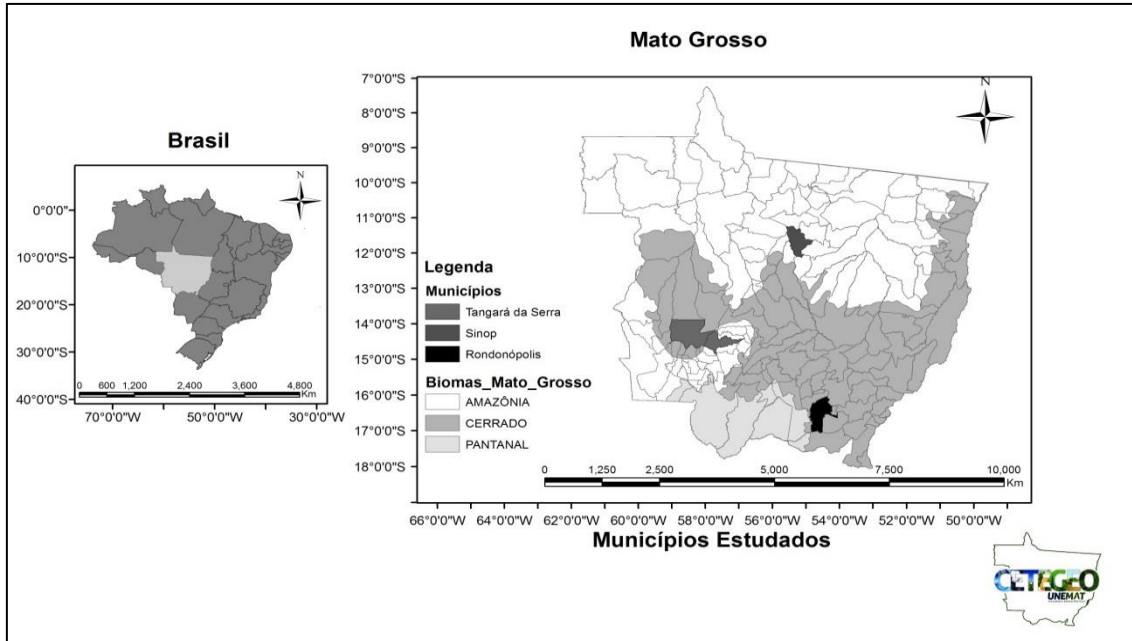 Mato Grosso
Brasil
N
0°0'0"
10°0'0"S
20°0'0"S
30°0'0"S
40°0'0"S
0 600 1,200 2,400 3,600 4,800
Km
70°0'0"W 50°0'0"W 30°0'0"W
N
7°0'0"S
8°0'0"S
9°0'0"S
10°0'0"S
11°0'0"S
12°0'0"S
13°0'0"S
14°0'0"S
15°0'0"S
16°0'0"S
17°0'0"S
18°0'0"S
Legenda
Municípios
Tangará da Serra
Sinop
Rondonópolis
Biomas_Mato_Grosso
AMAZÔNIA
CERRADO
PANTANAL
0 1,250 2,500 5,000 7,500 10,000
Km
66°0'0"W 64°0'0"W 62°0'0"W 60°0'0"W 58°0'0"W 56°0'0"W 54°0'0"W 52°0'0"W 50°0'0"W
Municípios Estudados
CETEGEO
UNEMAT